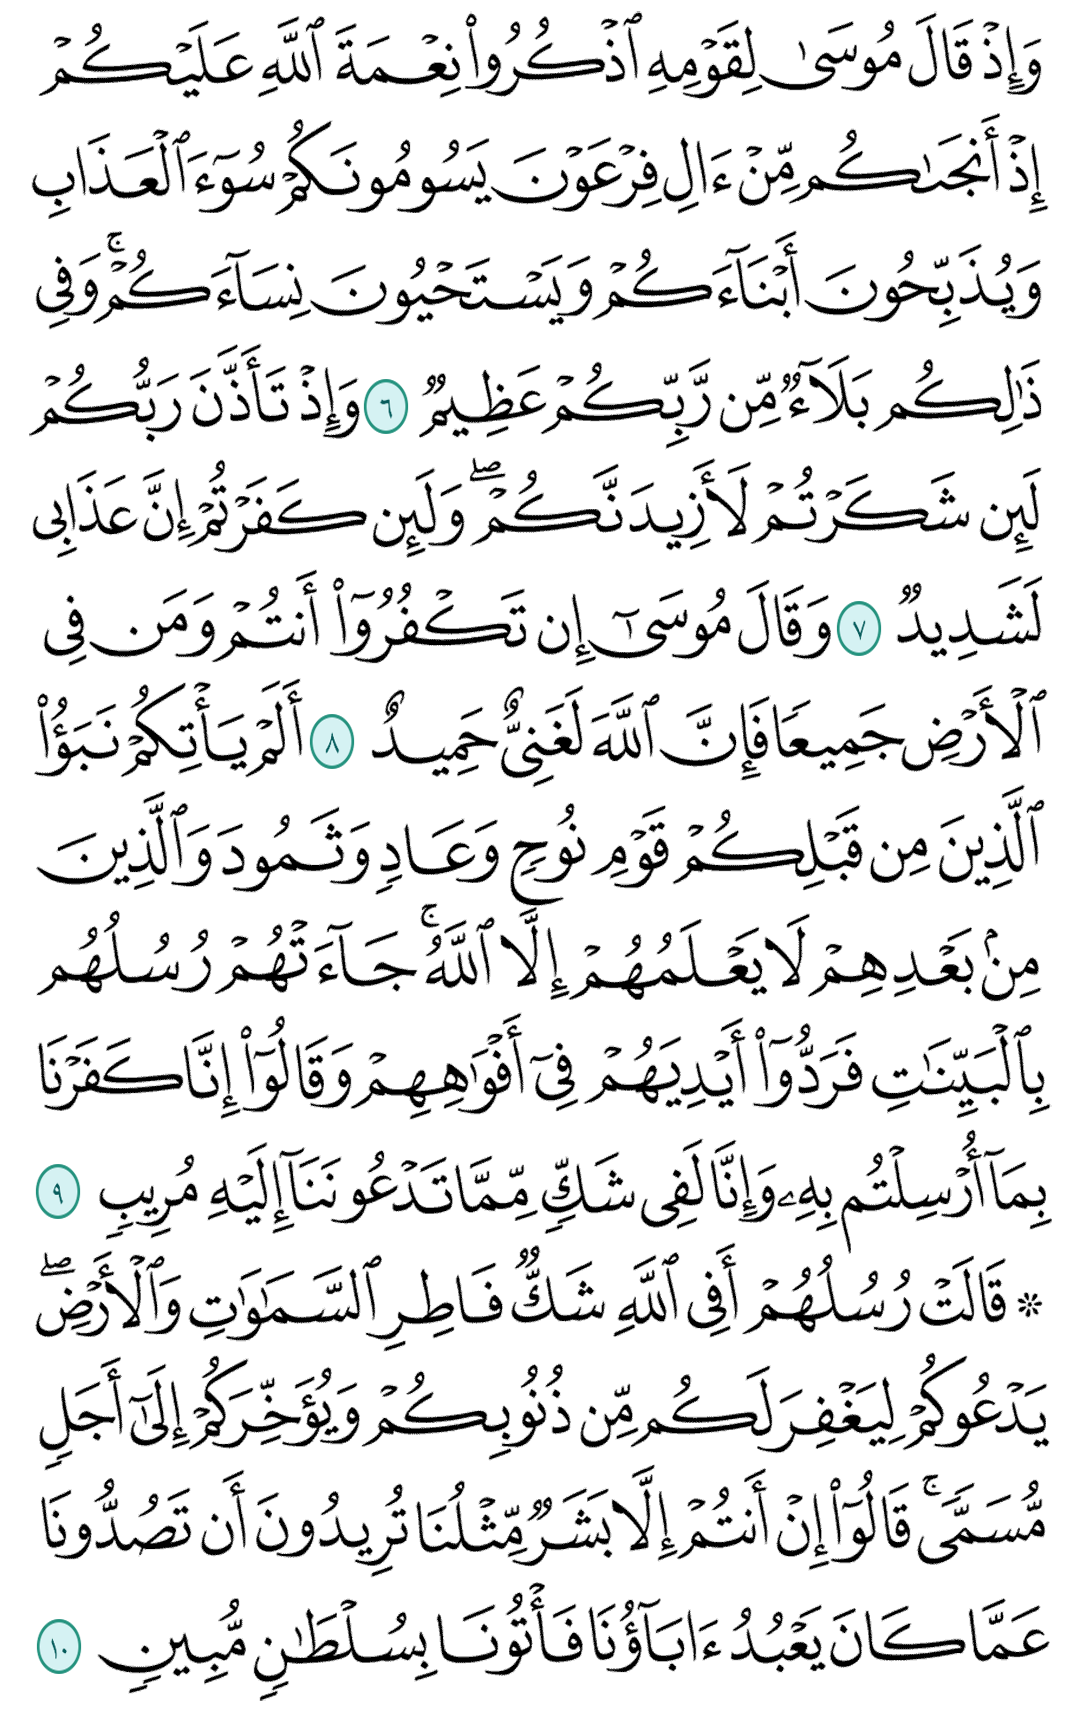 وَإِذْ قَالَ مُوسَىٰ لِقَوْمِهِ ٱذْكُرُوا۟ نِعْمَةَ ٱللَّهِ عَلَيْكُمْ
إِذْ أَنجَىٰكُم مِّنْ ءَالِ فِرْعَوْنَ يَسُومُونَكُمْ سُوٓءَ ٱلْعَذَابِ
وَيُذَبِّحُونَ أَبْنَآءَكُمْ وَيَسْتَحْيُونَ نِسَآءَكُمْ ۚ وَفِى
ذَٰلِكُم بَلَآءٌ مِّن رَّبِّكُمْ عَظِيمٌ ٦ وَإِذْ تَأَذَّنَ رَبُّكُمْ
لَئِن شَكَرْتُمْ لَأَزِيدَنَّكُمْ ۖ وَلَئِن كَفَرْتُمْ إِنَّ عَذَابِى
لَشَدِيدٌ ٧ وَقَالَ مُوسَىٰٓ إِن تَكْفُرُوٓا۟ أَنتُمْ وَمَن فِى
ٱلْأَرْضِ جَمِيعًا فَإِنَّ ٱللَّهَ لَغَنِىٌّ حَمِيدٌ ٨ أَلَمْ يَأْتِكُمْ نَبَؤُا۟
ٱلَّذِينَ مِن قَبْلِكُمْ قَوْمِ نُوحٍ وَعَادٍ وَثَمُودَ وَٱلَّذِينَ
مِنۢ بَعْدِهِمْ لَا يَعْلَمُهُمْ إِلَّا ٱللَّهُ ۚ جَآءَتْهُمْ رُسُلُهُم
بِٱلْبَيِّنَٰتِ فَرَدُّوٓا۟ أَيْدِيَهُمْ فِىٓ أَفْوَٰهِهِمْ وَقَالُوٓا۟ إِنَّا كَفَرْنَا
بِمَآ أُرْسِلْتُم بِهِۦ وَإِنَّا لَفِى شَكٍّ مِّمَّا تَدْعُونَنَآ إِلَيْهِ مُرِيبٍ ٩
۞ قَالَتْ رُسُلُهُمْ أَفِى ٱللَّهِ شَكٌّ فَاطِرِ ٱلسَّمَٰوَٰتِ وَٱلْأَرْضِ ۖ
يَدْعُوكُمْ لِيَغْفِرَ لَكُم مِّن ذُنُوبِكُمْ وَيُؤَخِّرَكُمْ إِلَىٰٓ أَجَلٍ
مُّسَمًّى ۚ قَالُوٓا۟ إِنْ أَنتُمْ إِلَّا بَشَرٌ مِّثْلُنَا تُرِيدُونَ أَن تَصُدُّونَا
عَمَّا كَانَ يَعْبُدُ ءَابَآؤُنَا فَأْتُونَا بِسُلْطَٰنٍ مُّبِينٍ ١٠